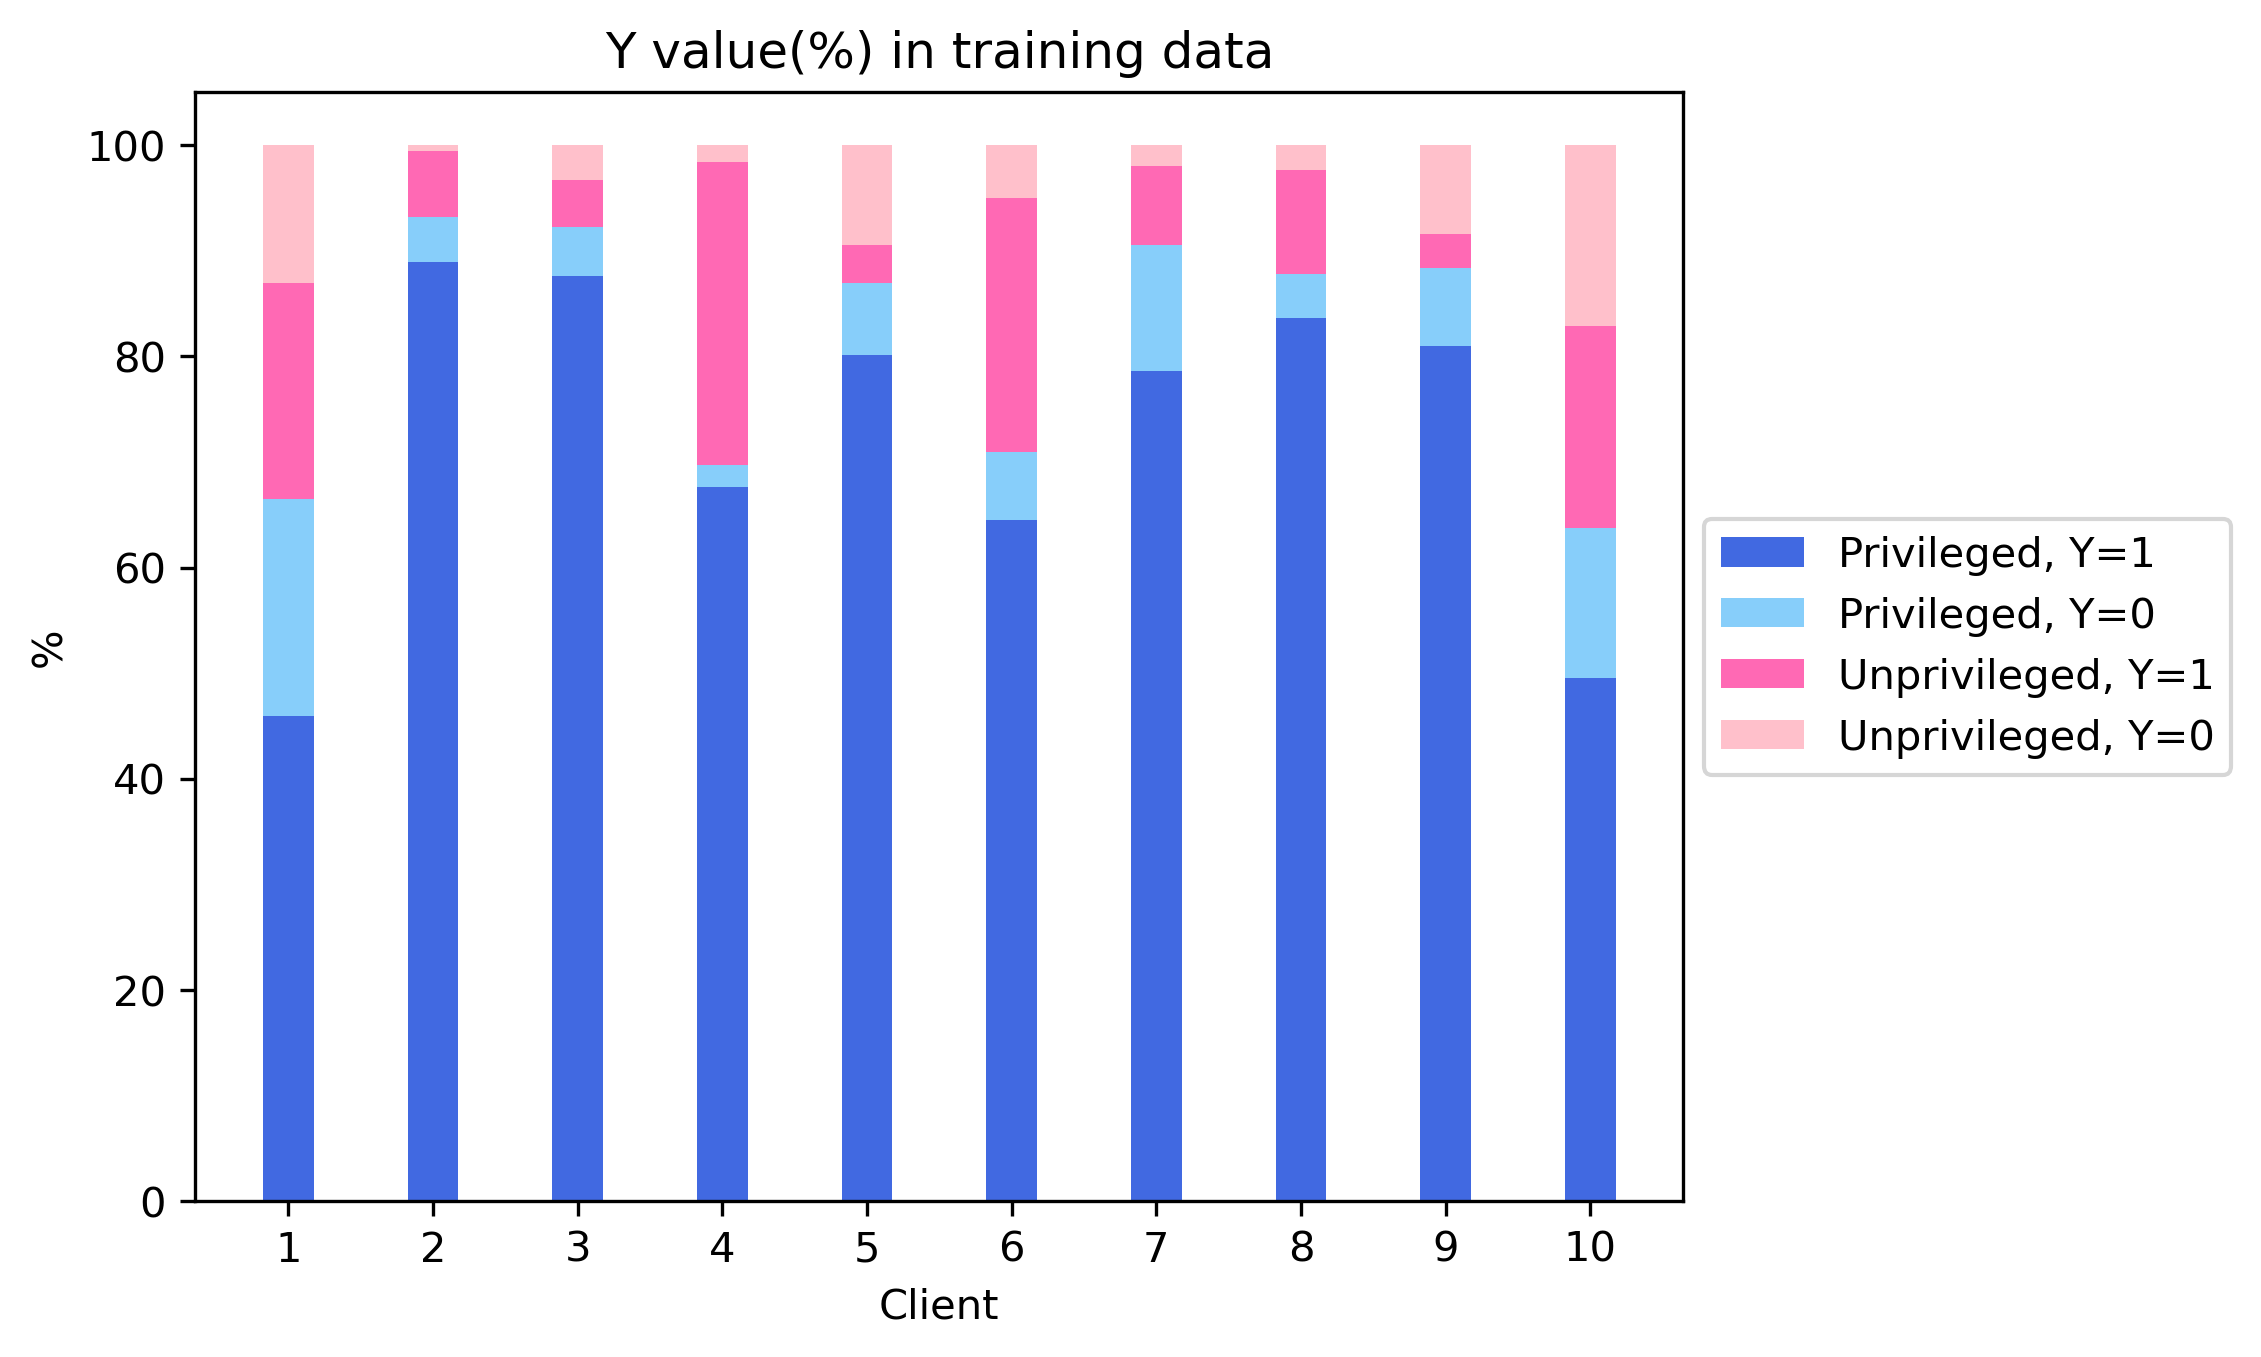 Y value(%) in training data
100
80
60
40
20
0
%
1 2 3 4 5 6 7 8 9 10
Client
Privileged, Y=1
Privileged, Y=0
Unprivileged, Y=1
Unprivileged, Y=0